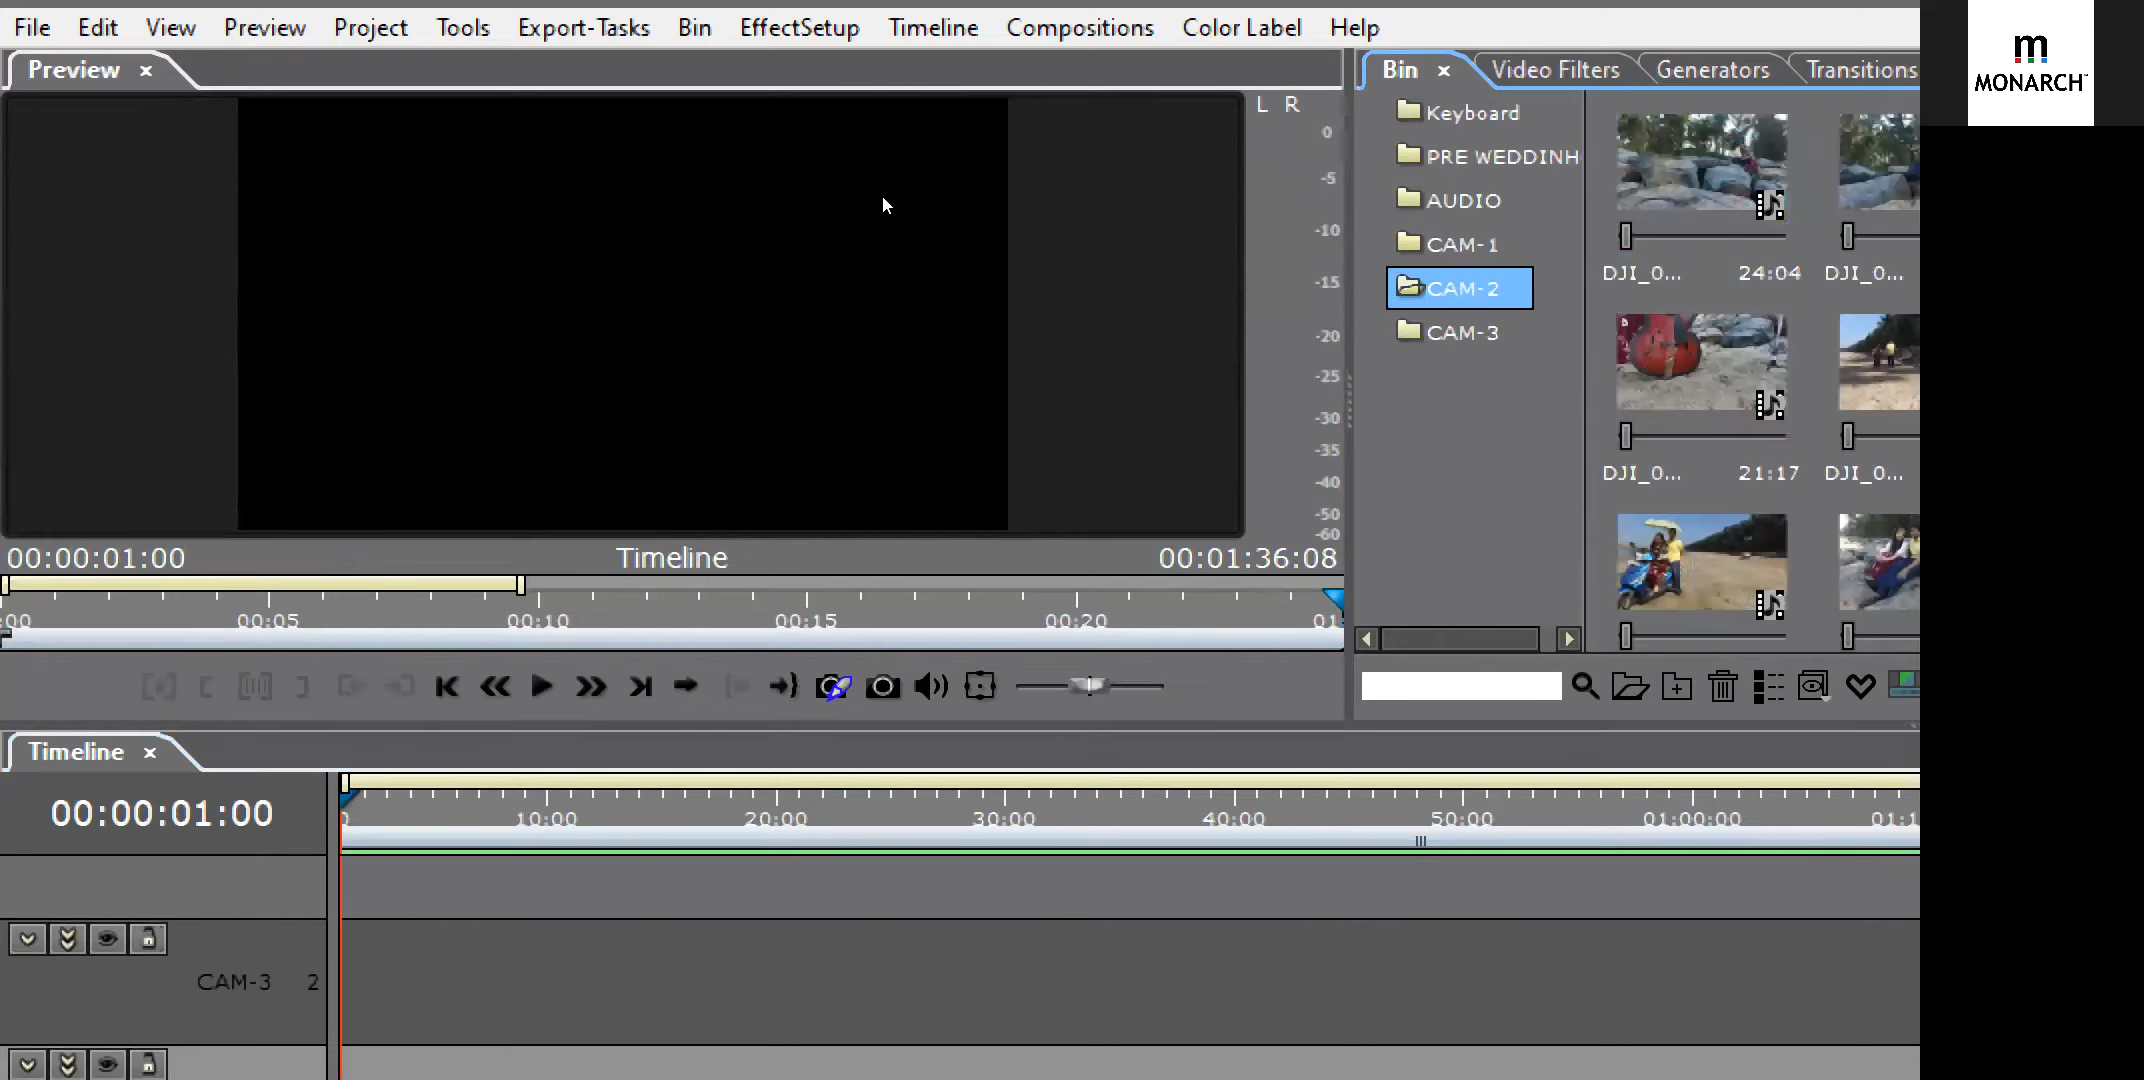 File Edit View Preview Project Tools Export-Tasks Bin EffectSetup Timeline Compositions Color Label Help
m
MONARCH
Preview ×
Bin × Video Filters Generators Transitions
L R
0
-5
-10
-15
-20
-25
-30
-35
-40
-50
-60
Keyboard
PRE WEDDINH
AUDIO
CAM-1
CAM-2
CAM-3
DJI_0... 24:04 DJI_0...
DJI_0... 21:17 DJI_0...
00:00:01:00 Timeline 00:01:36:08
:00 00:05 00:10 00:15 00:20 01:
Timeline ×
00:00:01:00
0 10:00 20:00 30:00 40:00 50:00 01:00:00 01:1
CAM-3 2